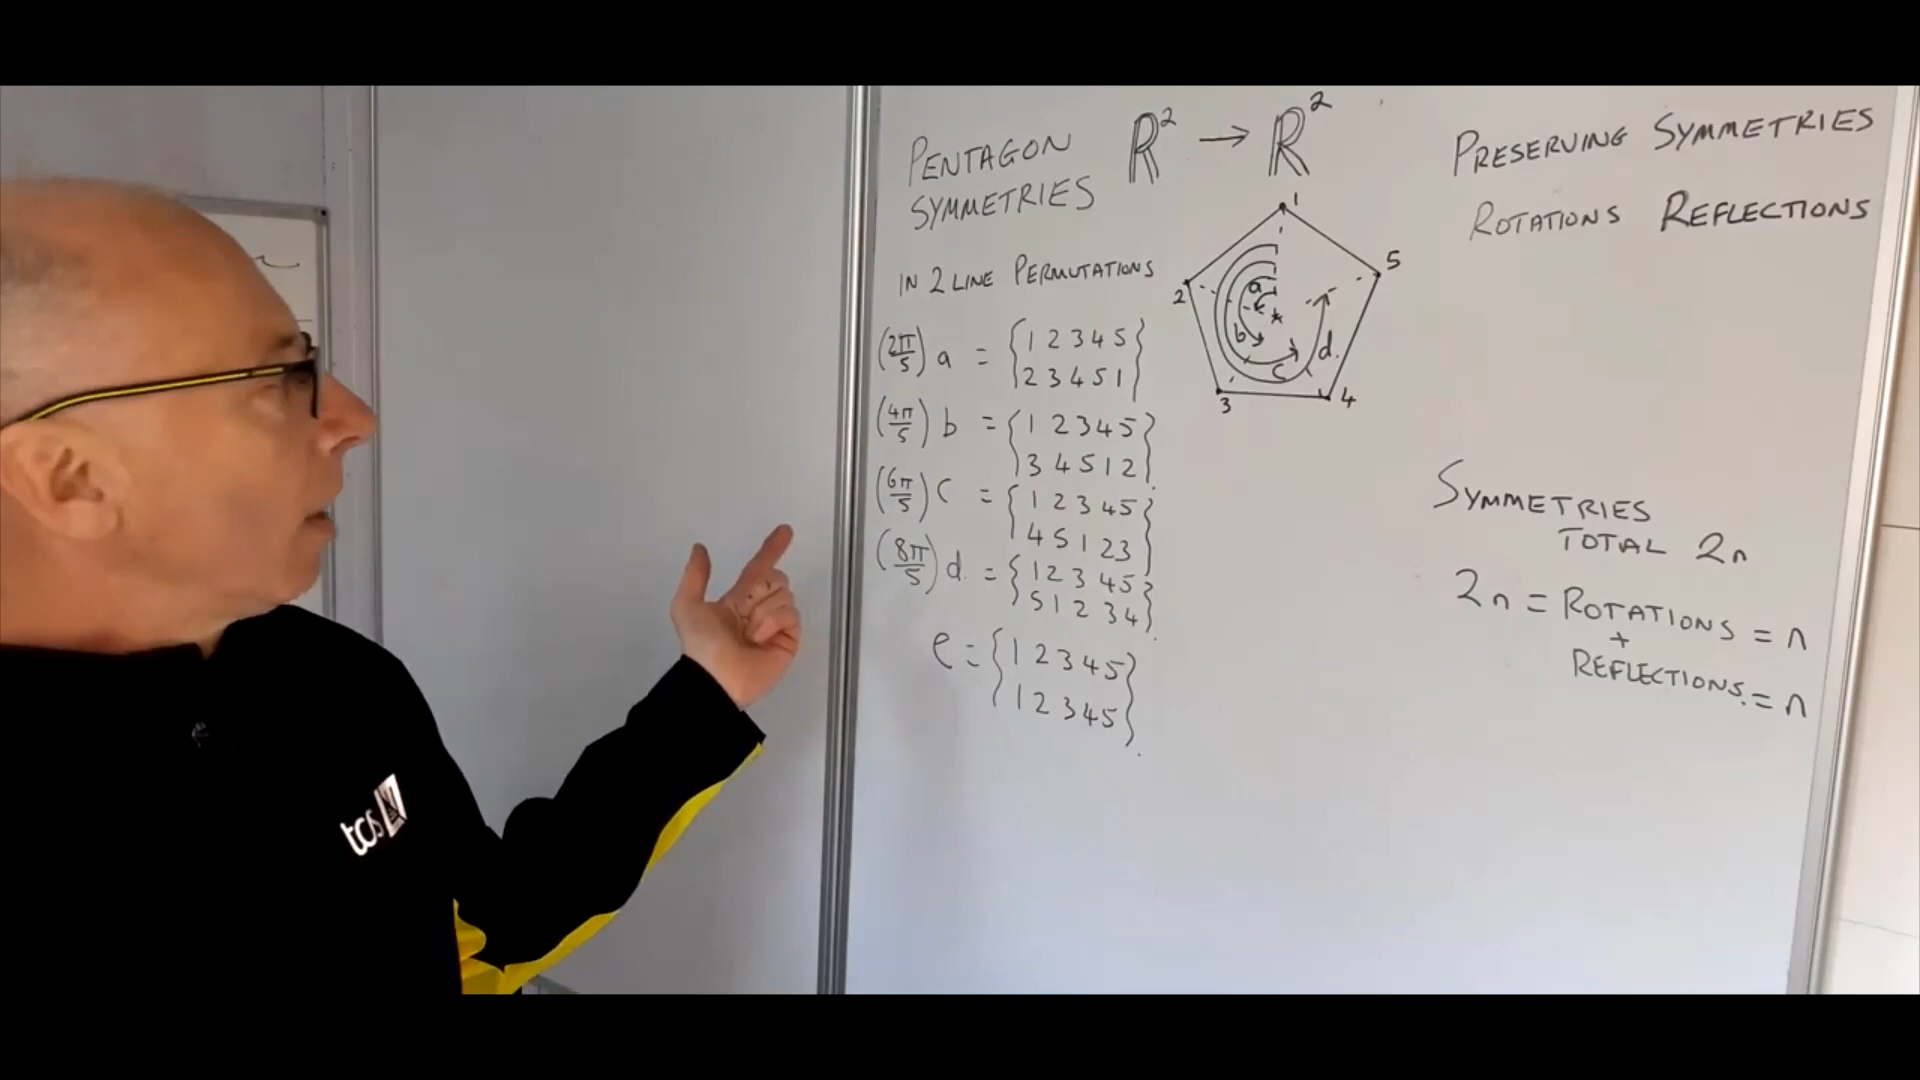 PENTAGON
SYMMETRIES
R² → R²
PRESERVING SYMMETRIES
ROTATIONS REFLECTIONS
IN 2 LINE PERMUTATIONS
(2π/5) a = {1 2 3 4 5
2 3 4 5 1}
(4π/5) b = {1 2 3 4 5
3 4 5 1 2}
(6π/5) c = {1 2 3 4 5
4 5 1 2 3}
(8π/5) d. = {1 2 3 4 5
5 1 2 3 4}
e = {1 2 3 4 5
1 2 3 4 5}
1
5
2
a
b
c
d.
3
4
SYMMETRIES
TOTAL 2n
2n = ROTATIONS = n
+
REFLECTIONS. = n
tcs